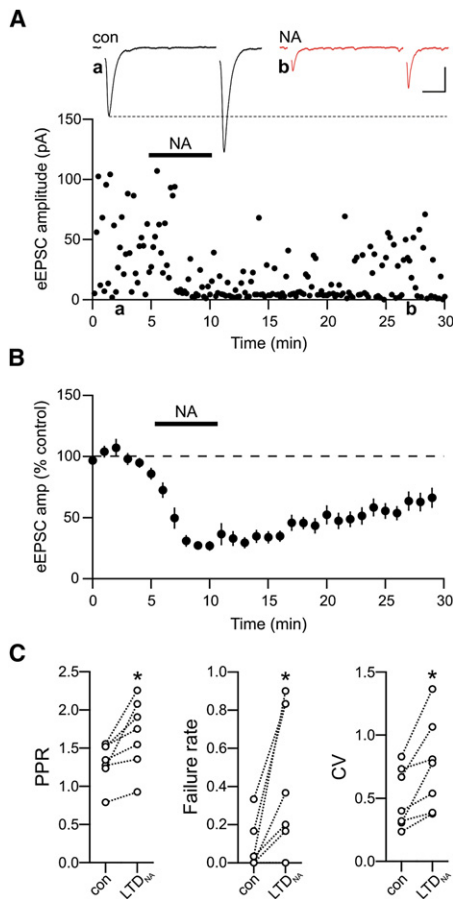 A
con
NA
a
b
eEPSC amplitude (pA)
150
100
50
0
NA
a
b
0 5 10 15 20 25 30
Time (min)
B
eEPSC amp (% control)
150
100
50
0
NA
0 5 10 15 20 25 30
Time (min)
C
PPR
2.5
2.0
1.5
1.0
0.5
0.0
*
con LTDNA
Failure rate
1.0
0.8
0.6
0.4
0.2
0.0
*
con LTDNA
CV
1.5
1.0
0.5
0.0
*
con LTDNA